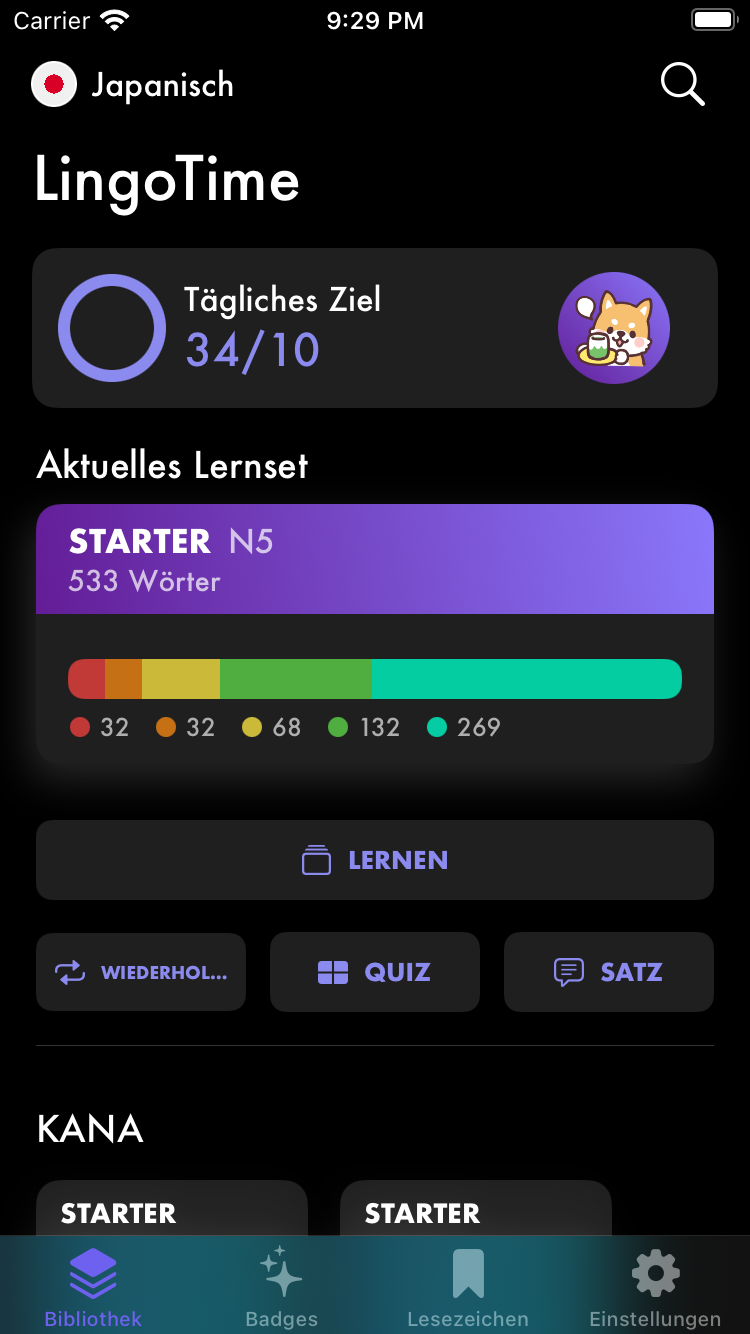 Carrier 9:29 PM
Japanisch
LingoTime
Tägliches Ziel
34/10
Aktuelles Lernset
STARTER N5
533 Wörter
32 32 68 132 269
LERNEN
WIEDERHOL... QUIZ SATZ
KANA
STARTER STARTER
Bibliothek Badges Lesezeichen Einstellungen